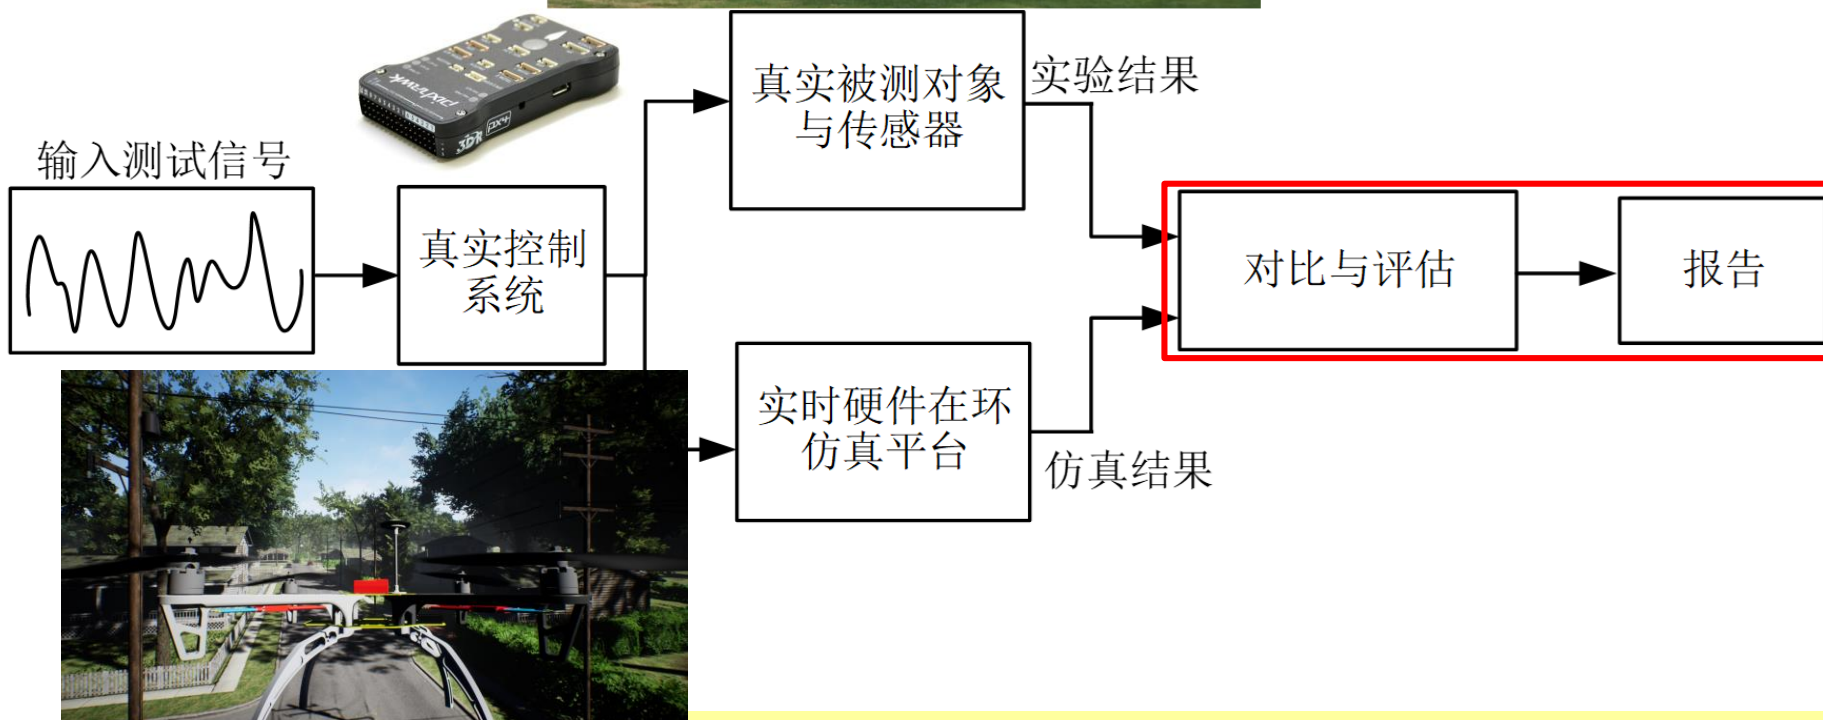 输入测试信号
pixhawk
3DR
px4
真实控制
系统
真实被测对象
与传感器
实验结果
实时硬件在环
仿真平台
仿真结果
对比与评估
报告